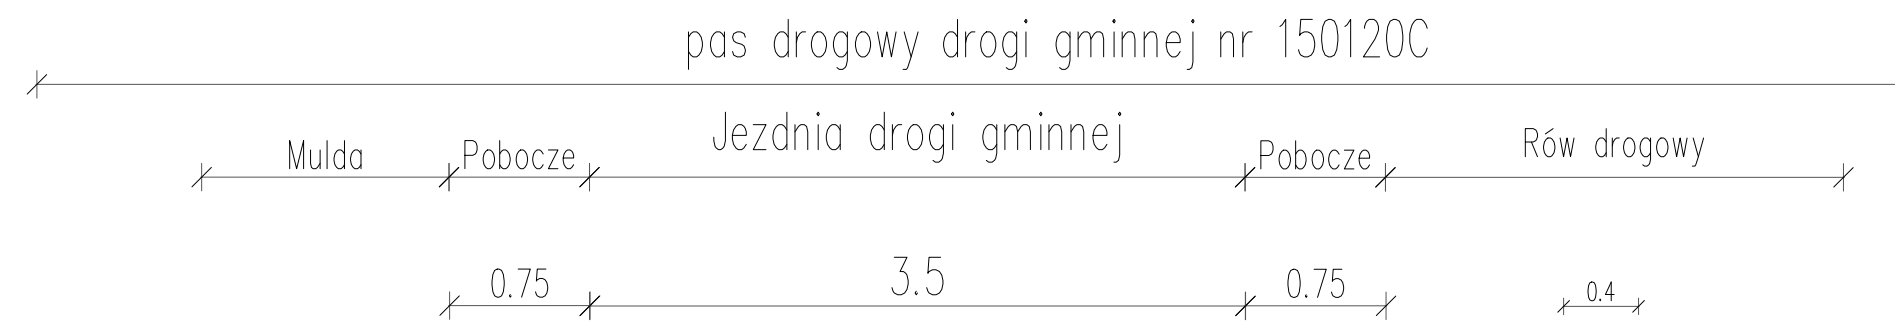 pas drogowy drogi gminnej nr 150120C
Jezdnia drogi gminnej
Mulda Pobocze Pobocze Rów drogowy
0.75 3.5 0.75 0.4